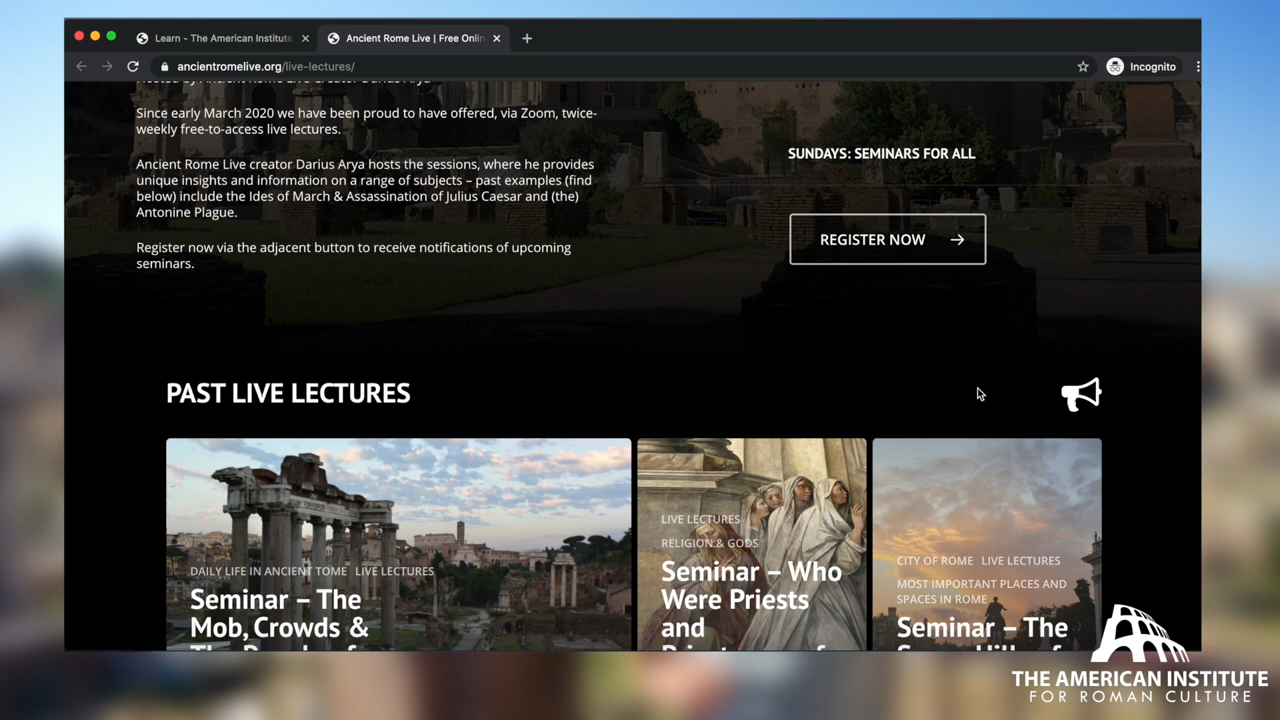 Learn - The American Institute
Ancient Rome Live | Free Onlin
ancientromelive.org/live-lectures/
Incognito
Since early March 2020 we have been proud to have offered, via Zoom, twice-
weekly free-to-access live lectures.
Ancient Rome Live creator Darius Arya hosts the sessions, where he provides
unique insights and information on a range of subjects – past examples (find
below) include the Ides of March & Assassination of Julius Caesar and (the)
Antonine Plague.
Register now via the adjacent button to receive notifications of upcoming
seminars.
SUNDAYS: SEMINARS FOR ALL
REGISTER NOW
PAST LIVE LECTURES
DAILY LIFE IN ANCIENT TOME LIVE LECTURES
Seminar – The
Mob, Crowds &
LIVE LECTURES
RELIGION & GODS
Seminar – Who
Were Priests
and
CITY OF ROME LIVE LECTURES
MOST IMPORTANT PLACES AND
SPACES IN ROME
Seminar – The
THE AMERICAN INSTITUTE
FOR ROMAN CULTURE